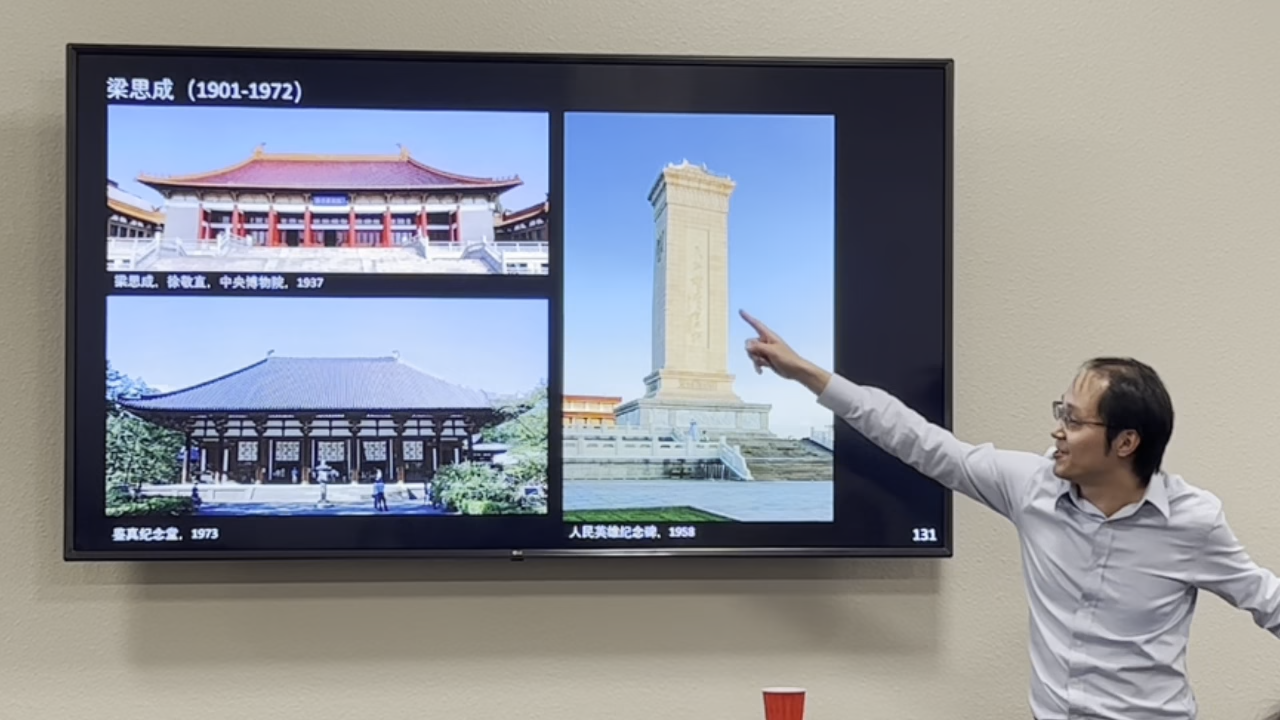 梁思成（1901-1972）
梁思成，徐敬直，中央博物院，1937
鉴真纪念堂，1973
人民英雄纪念碑，1958
131
LG